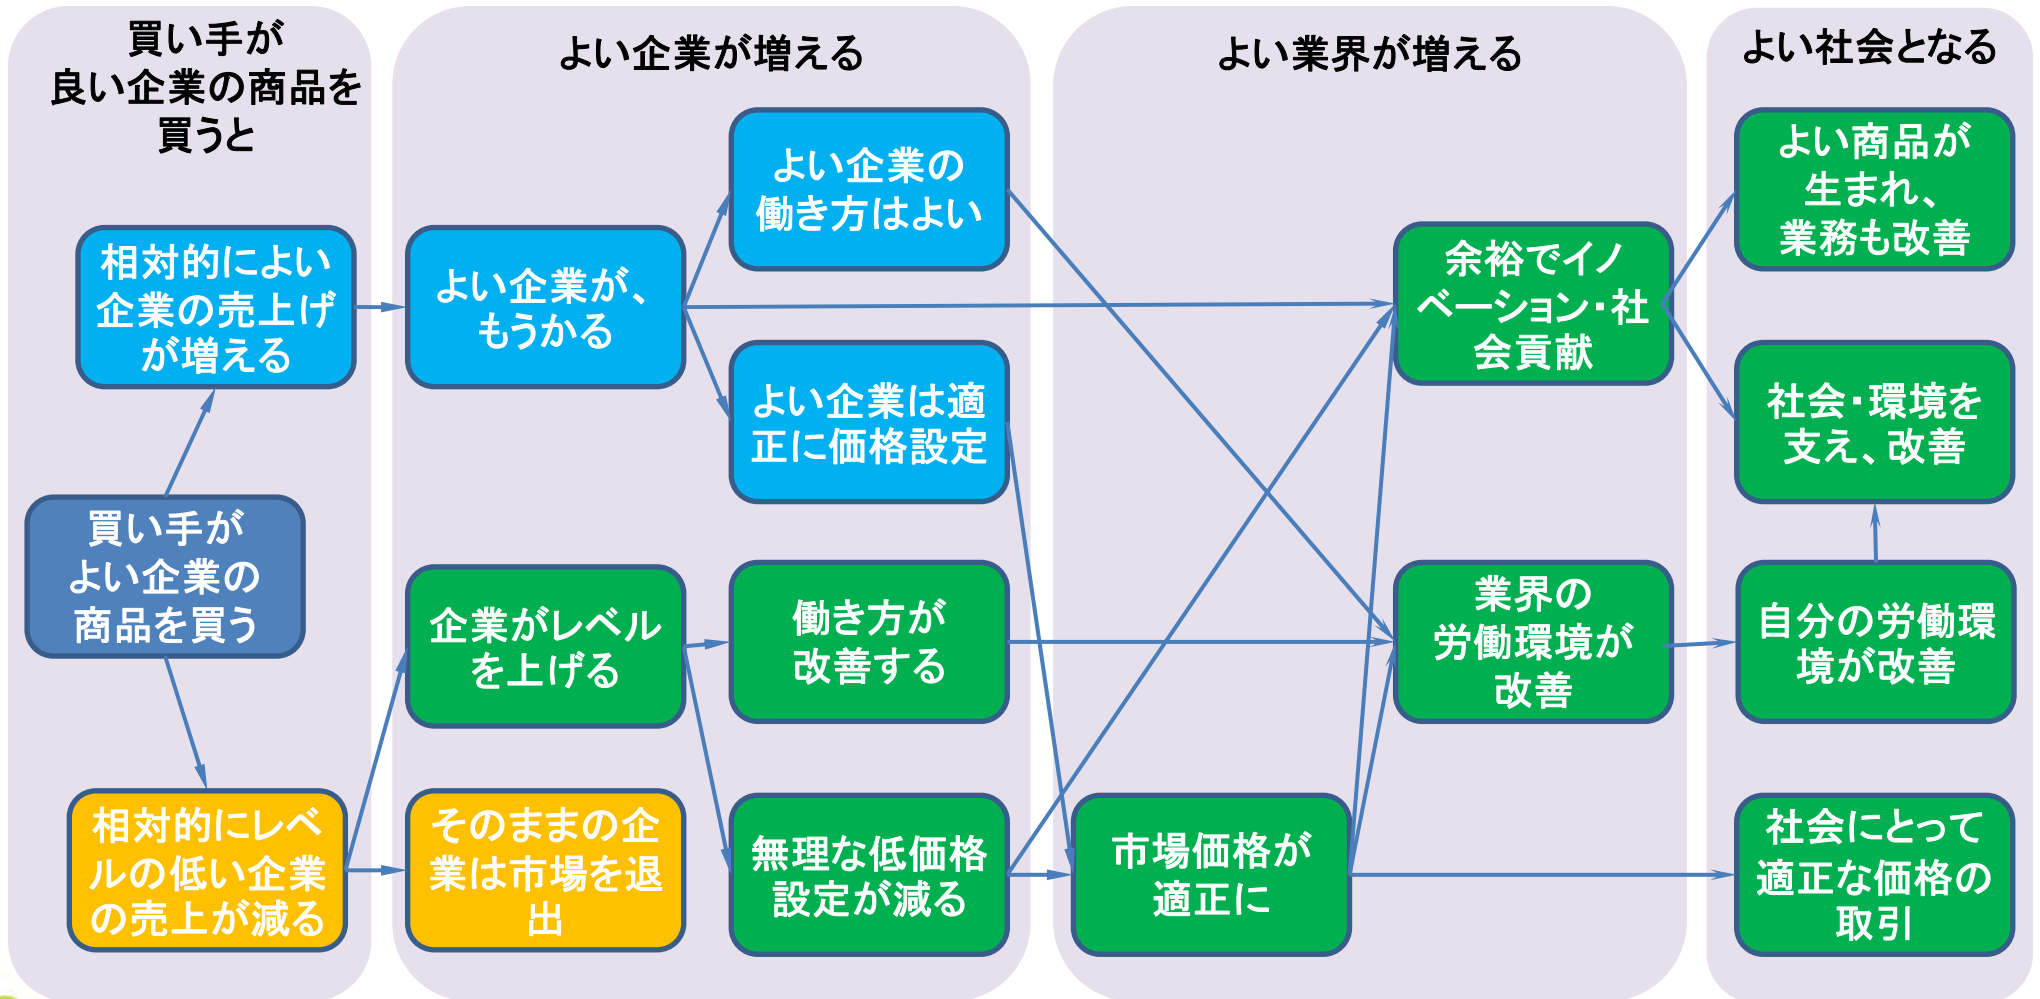 買い手が
良い企業の商品を
買うと
相対的によい
企業の売上げ
が増える
買い手が
よい企業の
商品を買う
相対的にレベ
ルの低い企業
の売上が減る
よい企業が増える
よい企業が、
もうかる
よい企業の
働き方はよい
よい企業は適
正に価格設定
企業がレベル
を上げる
働き方が
改善する
そのままの企
業は市場を退
出
無理な低価格
設定が減る
よい業界が増える
余裕でイノ
ベーション・社
会貢献
業界の
労働環境が
改善
市場価格が
適正に
よい社会となる
よい商品が
生まれ、
業務も改善
社会・環境を
支え、改善
自分の労働環
境が改善
社会にとって
適正な価格の
取引